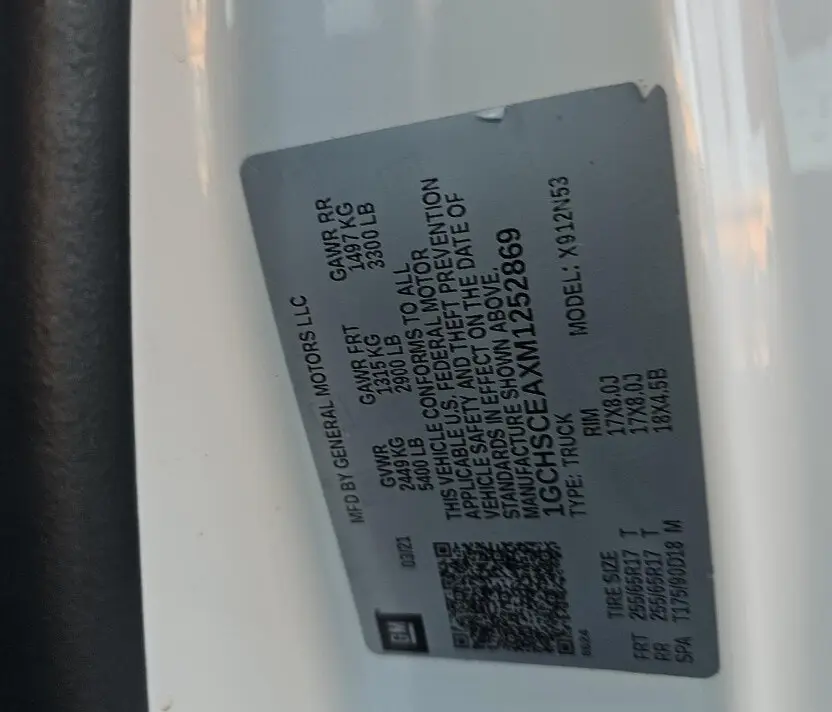 GM
MFD BY GENERAL MOTORS LLC
03/21
GVWR GAWR FRT GAWR RR
2449 KG 1315 KG 1497 KG
5400 LB 2900 LB 3300 LB
THIS VEHICLE CONFORMS TO ALL
APPLICABLE U.S. FEDERAL MOTOR
VEHICLE SAFETY AND THEFT PREVENTION
STANDARDS IN EFFECT ON THE DATE OF
MANUFACTURE SHOWN ABOVE.
1GCHSCEAXM1252869
TYPE: TRUCK MODEL: X912N53
TIRE SIZE RIM
FRT 255/65R17 T 17X8.0J
RR 255/65R17 T 17X8.0J
SPA T175/90D18 M 18X4.5B